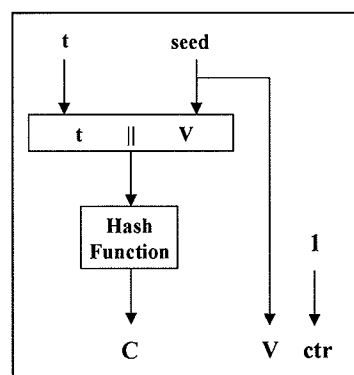 t seed
t || V
Hash
Function
1
C V ctr